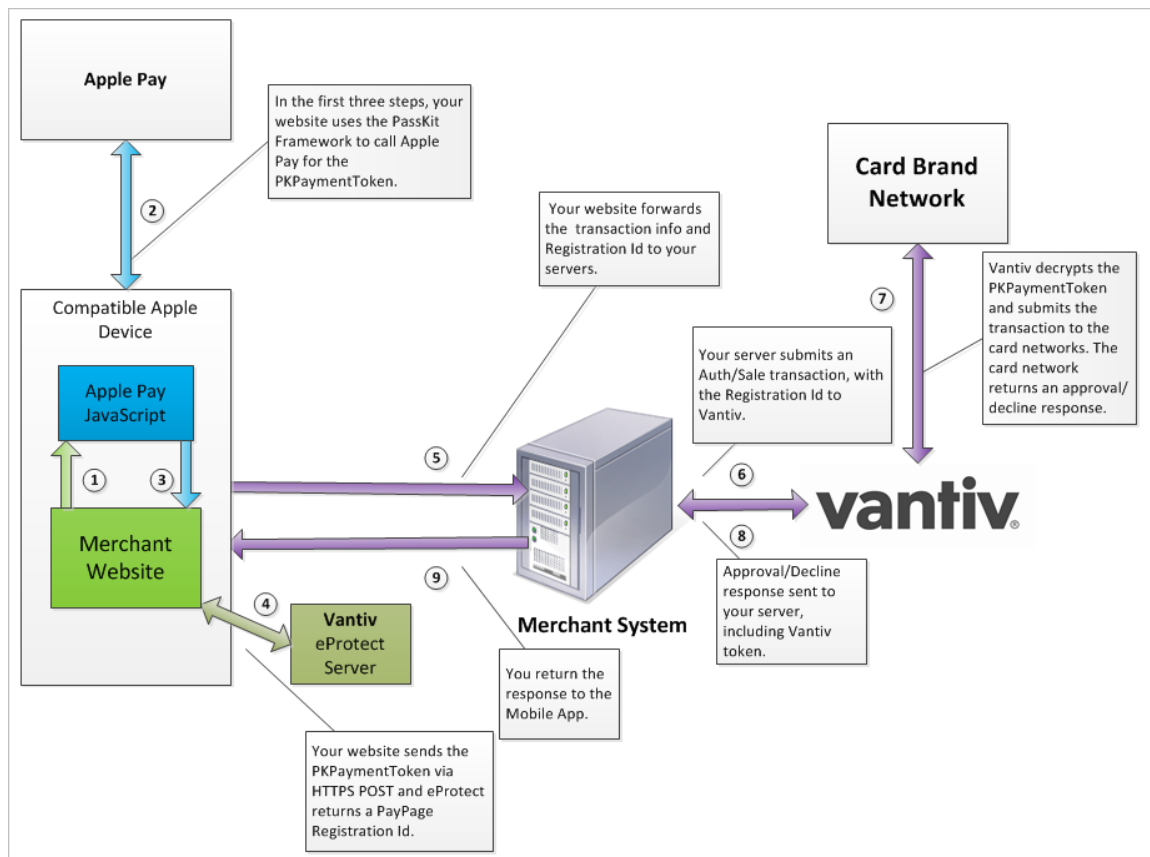 Apple Pay
In the first three steps, your
website uses the PassKit
Framework to call Apple
Pay for the
PKPaymentToken.
2
Card Brand
Network
Your website forwards
the  transaction info and
Registration Id to your
servers.
7
Vantiv decrypts the
PKPaymentToken
and submits the
transaction to the
card networks. The
card network
returns an approval/
decline response.
Compatible Apple
Device
Apple Pay
JavaScript
1
3
Merchant
Website
4
Vantiv
eProtect
Server
5
Your server submits an
Auth/Sale transaction, with
the Registration Id to
Vantiv.
6
vantiv®
8
9
Merchant System
Approval/Decline
response sent to
your server,
including Vantiv
token.
You return the
response to the
Mobile App.
Your website sends the
PKPaymentToken via
HTTPS POST and eProtect
returns a PayPage
Registration Id.